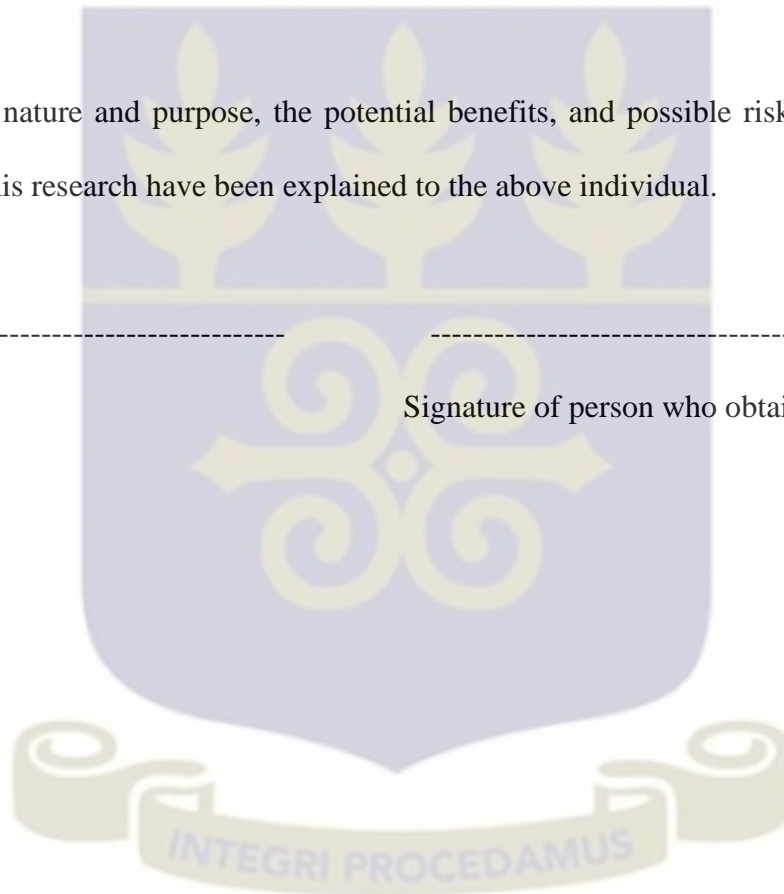 nature and purpose, the potential benefits, and possible risk
his research have been explained to the above individual.
---------------------------- -----------------------------------
Signature of person who obtai
INTEGRI PROCEDAMUS